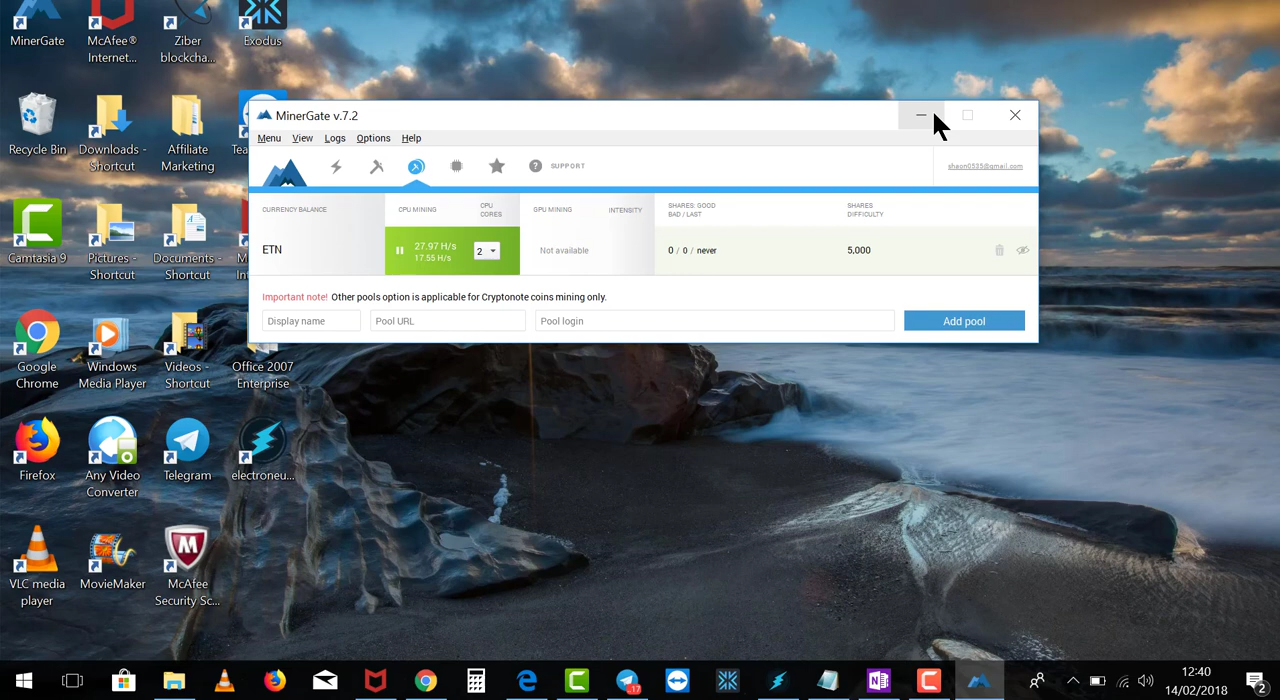 MinerGate
McAfee®
Internet...
Ziber
blockcha...
Exodus
Recycle Bin
Downloads -
Shortcut
Affiliate
Marketing
Camtasia 9
Pictures -
Shortcut
Documents -
Shortcut
Google
Chrome
Windows
Media Player
Videos -
Shortcut
Office 2007
Enterprise
Firefox
Any Video
Converter
Telegram
electroneu...
VLC media
player
MovieMaker
McAfee
Security Sc...
MinerGate v.7.2
Menu View Logs Options Help
? SUPPORT
shaon0535@gmail.com
CURRENCY BALANCE
CPU MINING
CPU
CORES
GPU MINING
INTENSITY
SHARES: GOOD
BAD / LAST
SHARES
DIFFICULTY
ETN
27.97 H/s
17.55 H/s
2
Not available
0 / 0 / never
5,000
Important note! Other pools option is applicable for Cryptonote coins mining only.
Display name
Pool URL
Pool login
Add pool
17
12:40
14/02/2018
2